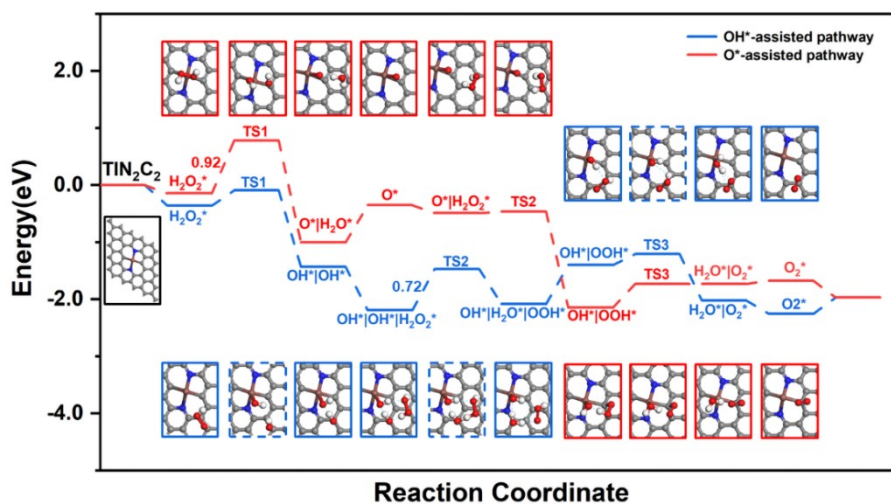 OH*-assisted pathway
O*-assisted pathway
Energy(eV)
2.0
0.0
-2.0
-4.0
TIN₂C₂
H₂O₂*
0.92
TS1
O*|H₂O*
O*
O*|H₂O₂*
TS2
OH*|OOH*
TS3
H₂O*|O₂*
O₂*
H₂O₂*
TS1
OH*|OH*
OH*|OH*|H₂O₂*
0.72
TS2
OH*|H₂O*|OOH*
OH*|OOH*
TS3
H₂O*|O₂*
O2*
Reaction Coordinate